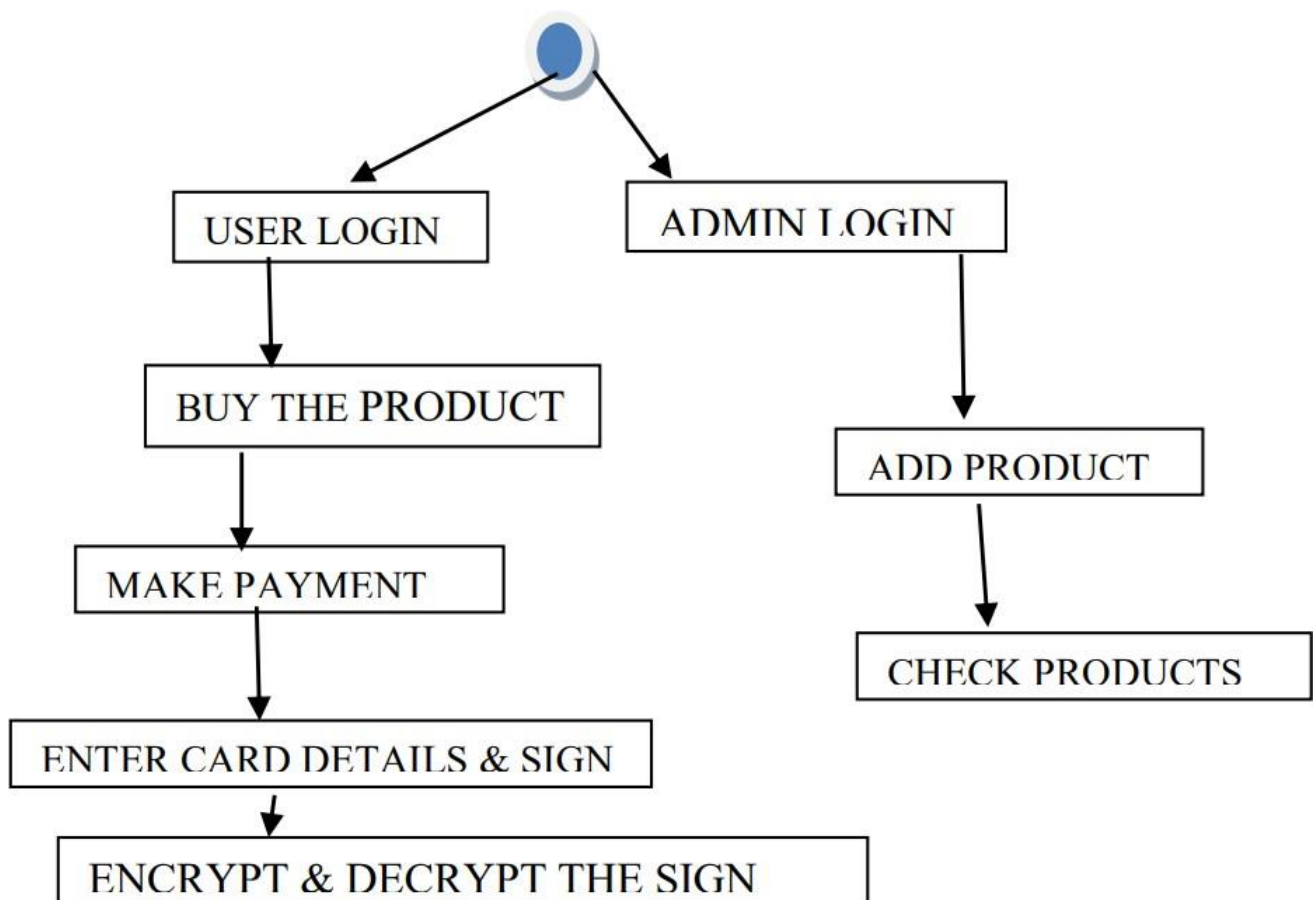 USER LOGIN
ADMIN LOGIN
BUY THE PRODUCT
ADD PRODUCT
MAKE PAYMENT
CHECK PRODUCTS
ENTER CARD DETAILS & SIGN
ENCRYPT & DECRYPT THE SIGN